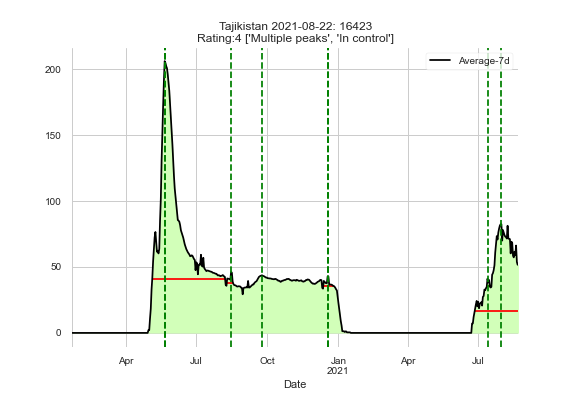 Tajikistan 2021-08-22: 16423
Rating:4 ['Multiple peaks', 'In control']
Average-7d
200
150
100
50
0
Apr Jul Oct Jan Apr Jul
2021
Date